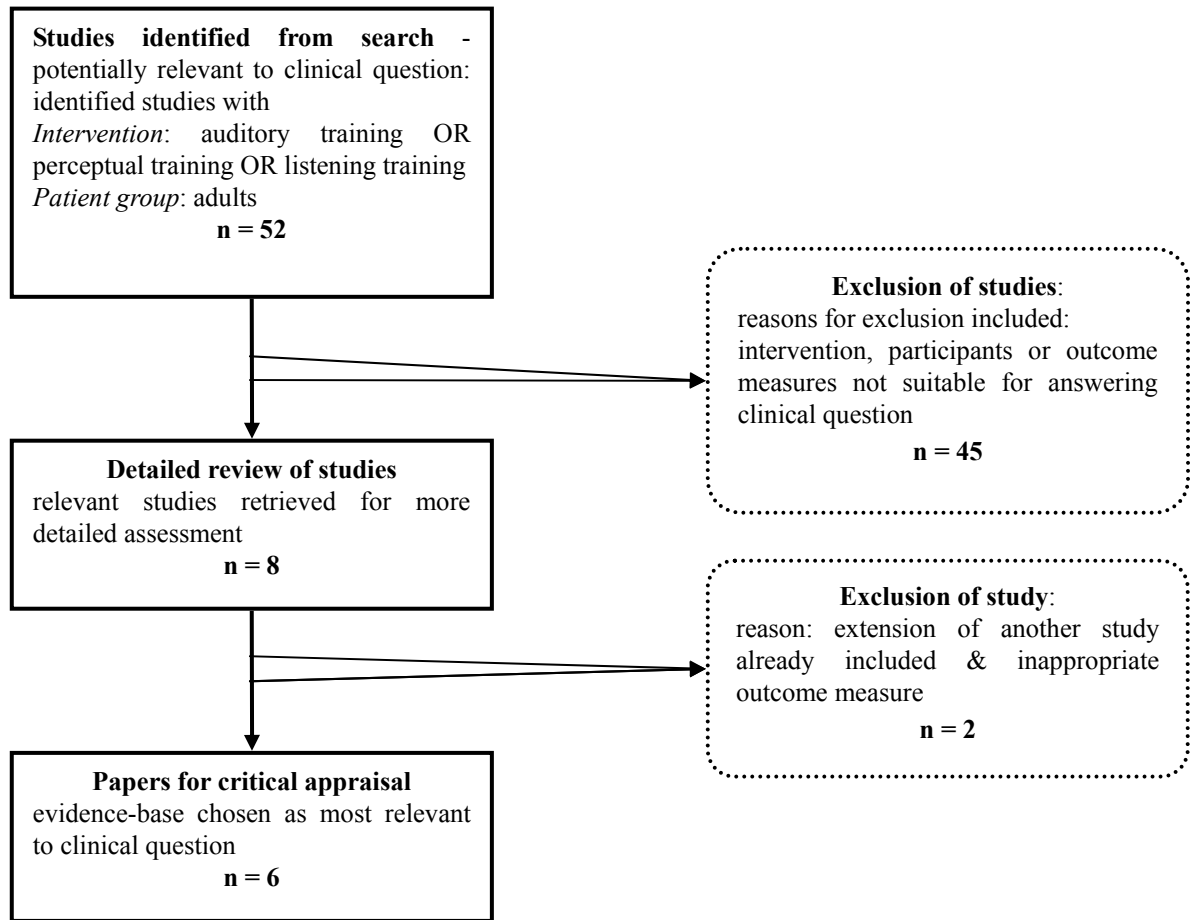 Studies identified from search -
potentially relevant to clinical question:
identified studies with
Intervention: auditory training OR
perceptual training OR listening training
Patient group: adults
n = 52
Exclusion of studies:
reasons for exclusion included:
intervention, participants or outcome
measures not suitable for answering
clinical question
n = 45
Detailed review of studies
relevant studies retrieved for more
detailed assessment
n = 8
Exclusion of study:
reason: extension of another study
already included & inappropriate
outcome measure
n = 2
Papers for critical appraisal
evidence-base chosen as most relevant
to clinical question
n = 6